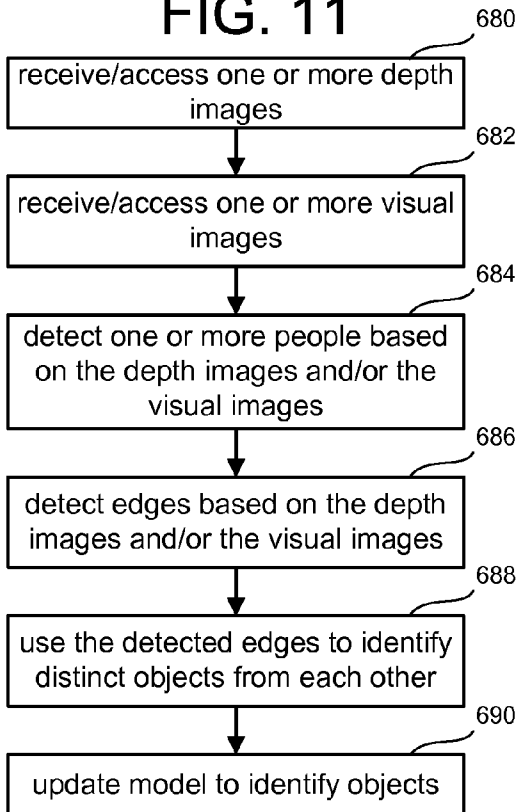 FIG. 11
680
receive/access one or more depth
images
682
receive/access one or more visual
images
684
detect one or more people based
on the depth images and/or the
visual images
686
detect edges based on the depth
images and/or the visual images
688
use the detected edges to identify
distinct objects from each other
690
update model to identify objects